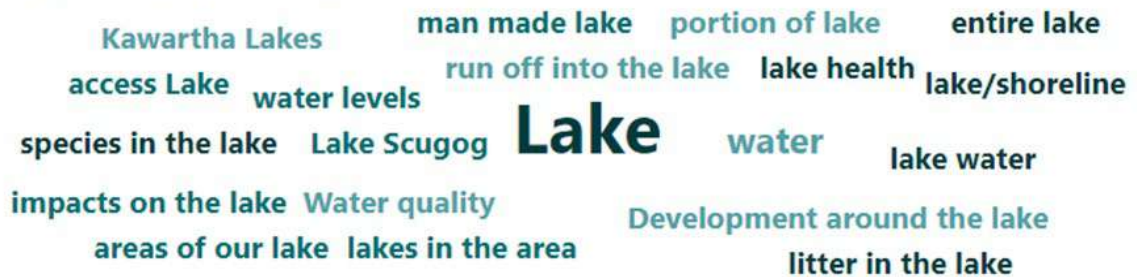 man made lake portion of lake entire lake
Kawartha Lakes
run off into the lake lake health
access Lake lake/shoreline
water levels
species in the lake Lake Scugog Lake water
lake water
impacts on the lake Water quality
Development around the lake
areas of our lake lakes in the area
litter in the lake